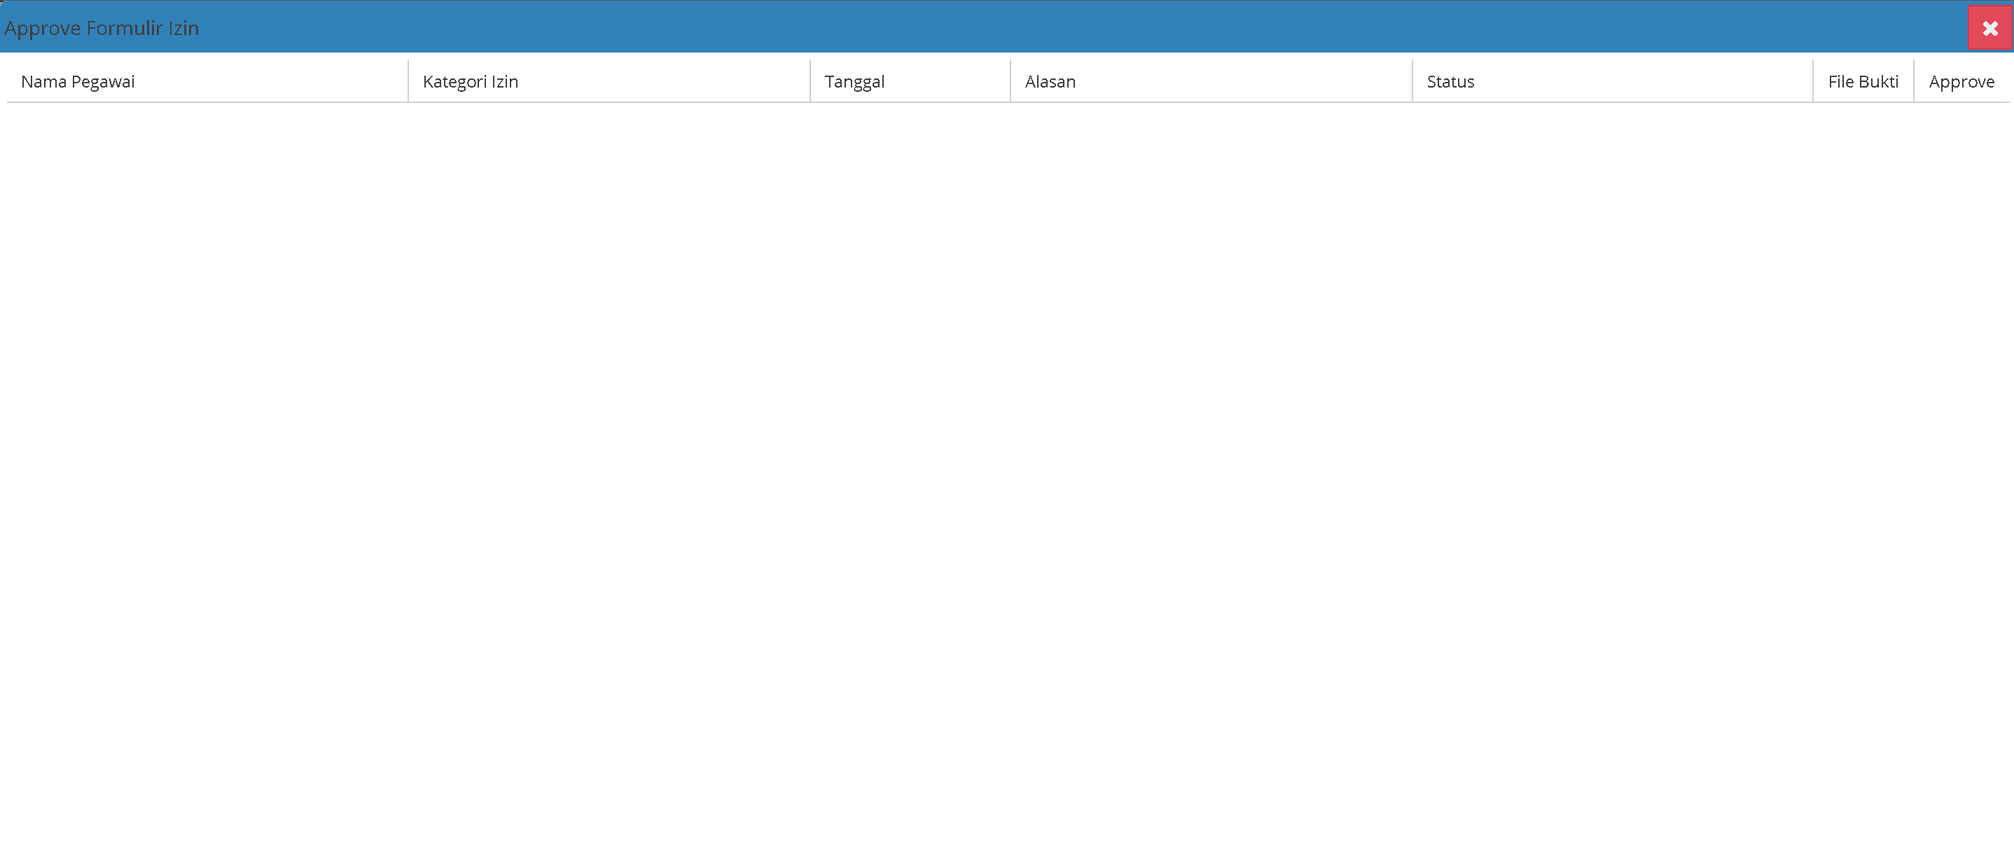 Approve Formulir Izin
Nama Pegawai Kategori Izin Tanggal Alasan Status File Bukti Approve